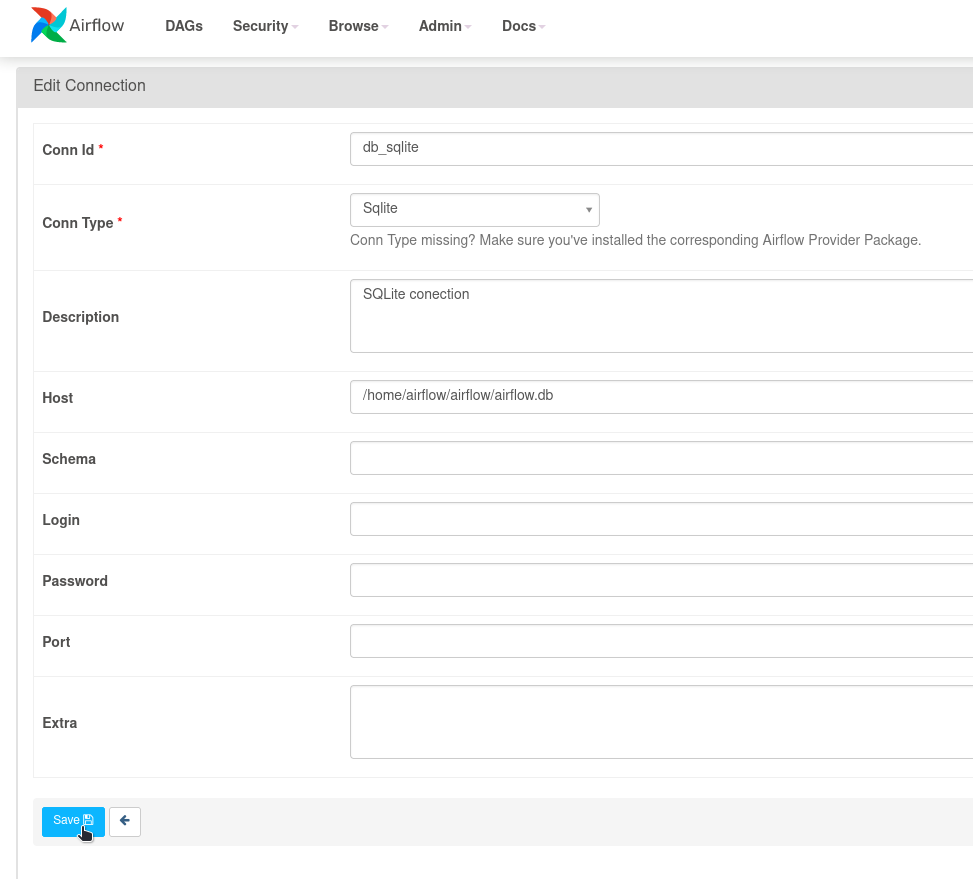 Airflow DAGs Security Browse Admin Docs
Edit Connection
Conn Id * db_sqlite
Conn Type * Sqlite
Conn Type missing? Make sure you've installed the corresponding Airflow Provider Package.
Description SQLite conection
Host /home/airflow/airflow/airflow.db
Schema
Login
Password
Port
Extra
Save